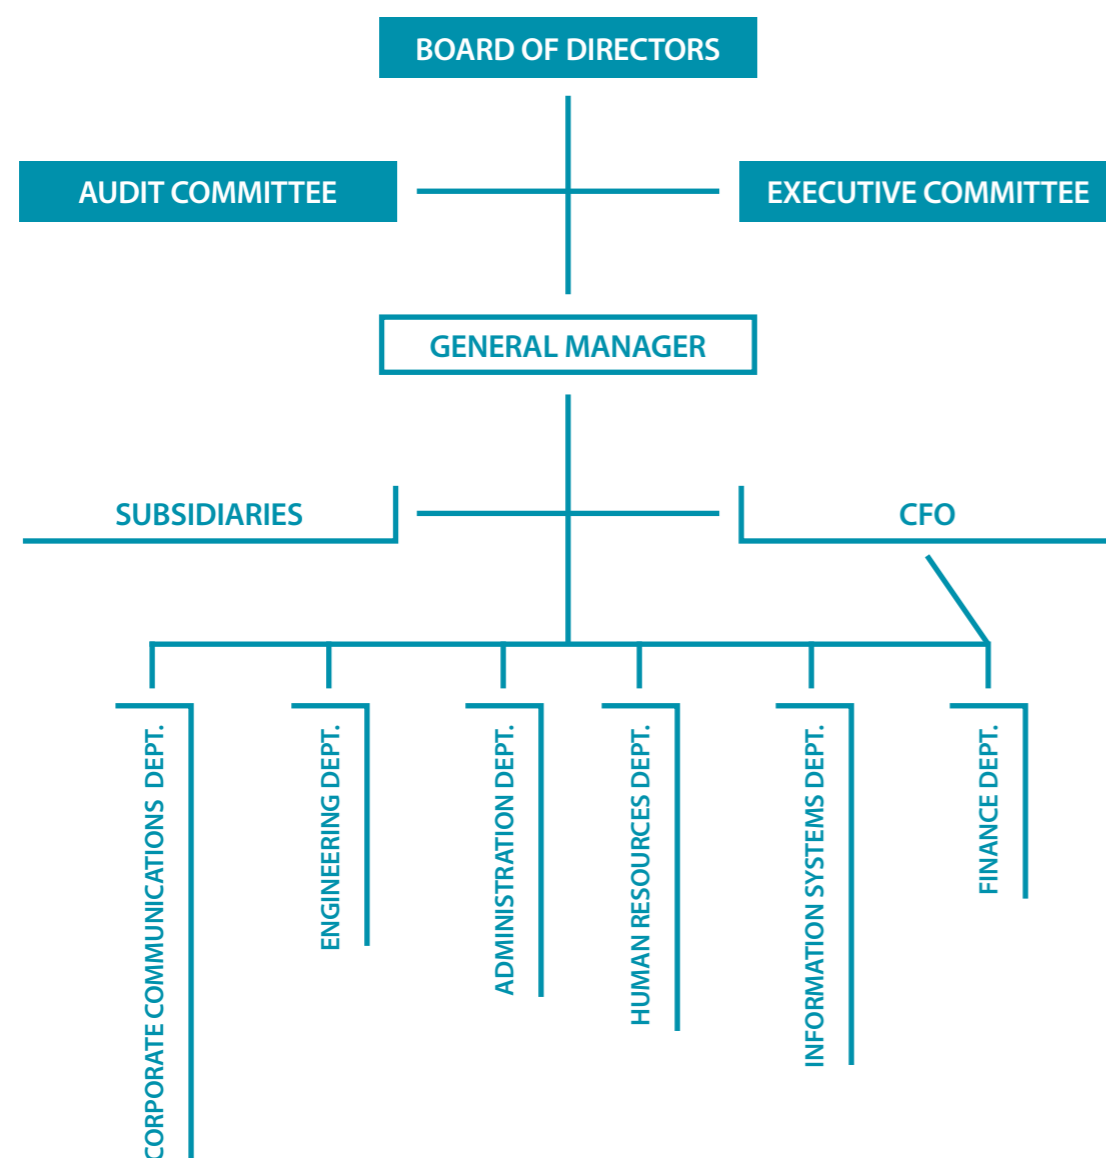 BOARD OF DIRECTORS
AUDIT COMMITTEE
EXECUTIVE COMMITTEE
GENERAL MANAGER
SUBSIDIARIES
CFO
CORPORATE COMMUNICATIONS DEPT.
ENGINEERING DEPT.
ADMINISTRATION DEPT.
HUMAN RESOURCES DEPT.
INFORMATION SYSTEMS DEPT.
FINANCE DEPT.